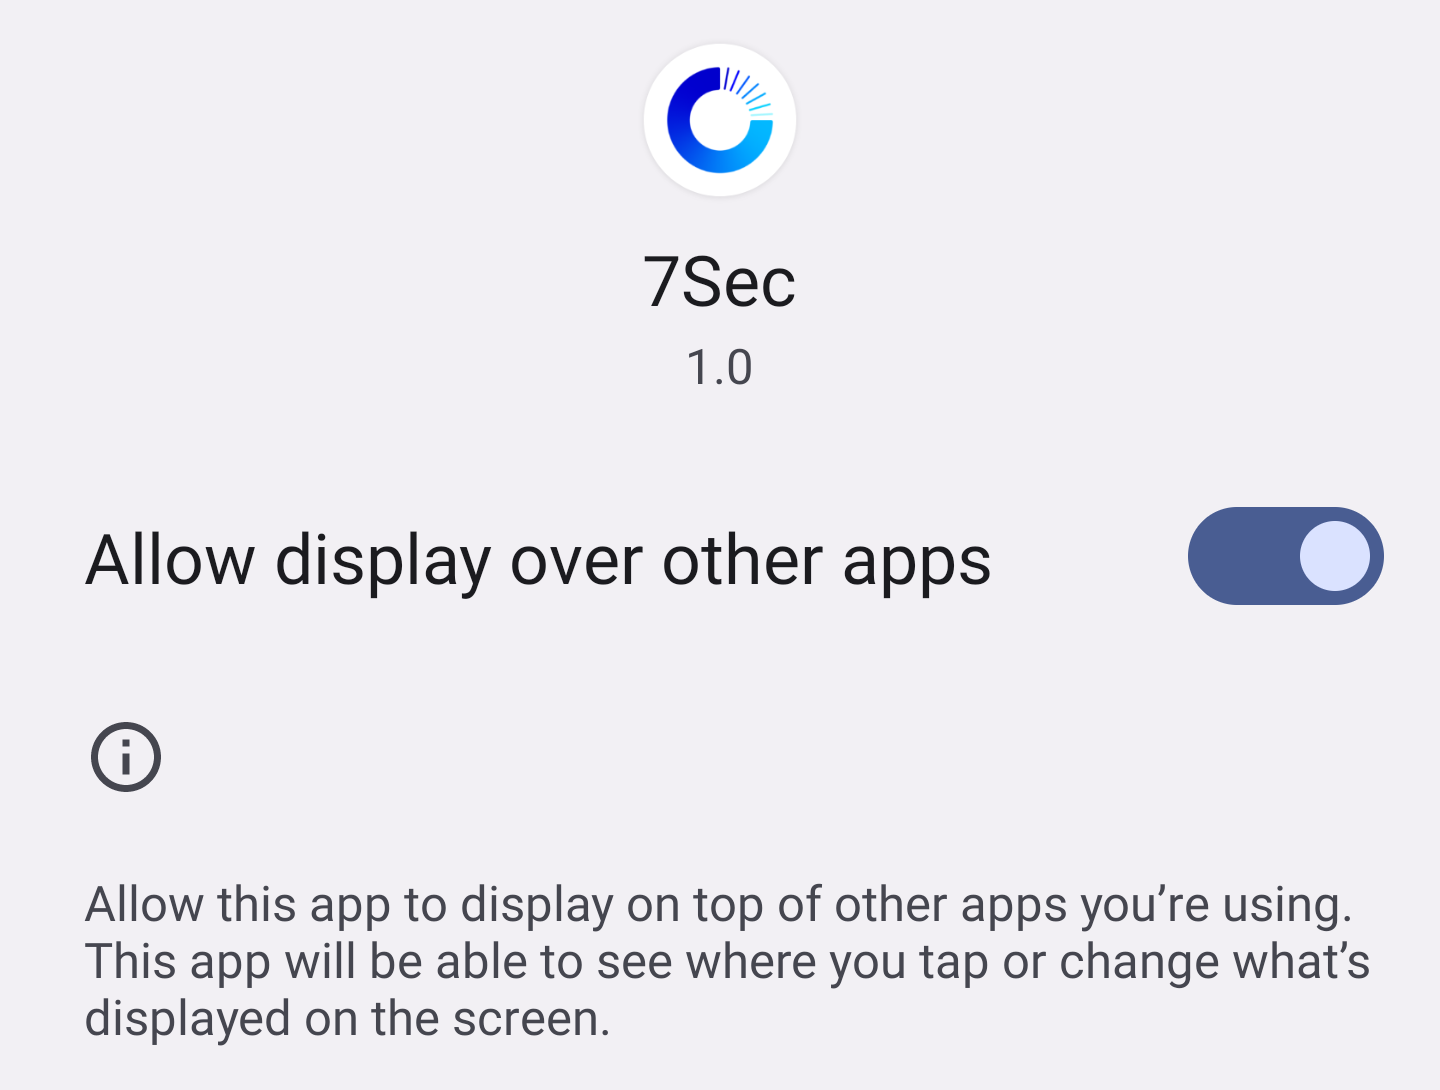 7Sec
1.0
Allow display over other apps
Allow this app to display on top of other apps you’re using.
This app will be able to see where you tap or change what’s
displayed on the screen.